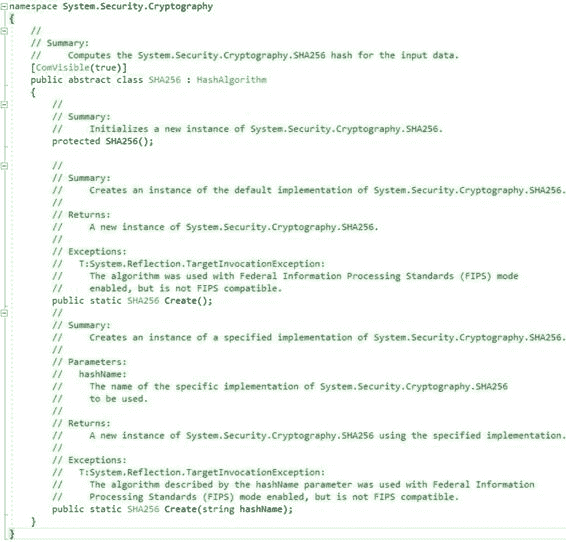 namespace System.Security.Cryptography
{
    //
    // Summary:
    //     Computes the System.Security.Cryptography.SHA256 hash for the input data.
    [ComVisible(true)]
    public abstract class SHA256 : HashAlgorithm
    {
        //
        // Summary:
        //     Initializes a new instance of System.Security.Cryptography.SHA256.
        protected SHA256();

        //
        // Summary:
        //     Creates an instance of the default implementation of System.Security.Cryptography.SHA256.
        //
        // Returns:
        //     A new instance of System.Security.Cryptography.SHA256.
        //
        // Exceptions:
        //   T:System.Reflection.TargetInvocationException:
        //     The algorithm was used with Federal Information Processing Standards (FIPS) mode
        //     enabled, but is not FIPS compatible.
        public static SHA256 Create();
        //
        // Summary:
        //     Creates an instance of a specified implementation of System.Security.Cryptography.SHA256.
        //
        // Parameters:
        //   hashName:
        //     The name of the specific implementation of System.Security.Cryptography.SHA256
        //     to be used.
        //
        // Returns:
        //     A new instance of System.Security.Cryptography.SHA256 using the specified implementation.
        //
        // Exceptions:
        //   T:System.Reflection.TargetInvocationException:
        //     The algorithm described by the hashName parameter was used with Federal Information
        //     Processing Standards (FIPS) mode enabled, but is not FIPS compatible.
        public static SHA256 Create(string hashName);
    }
}